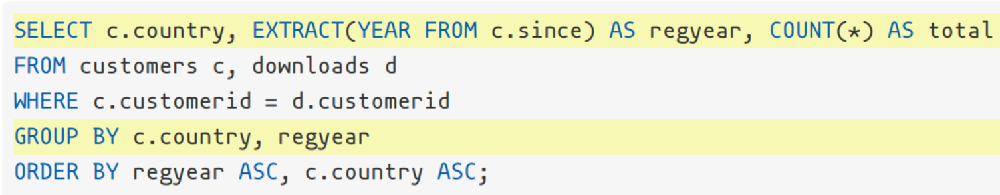 SELECT c.country, EXTRACT(YEAR FROM c.since) AS regyear, COUNT(*) AS total
FROM customers c, downloads d
WHERE c.customerid = d.customerid
GROUP BY c.country, regyear
ORDER BY regyear ASC, c.country ASC;